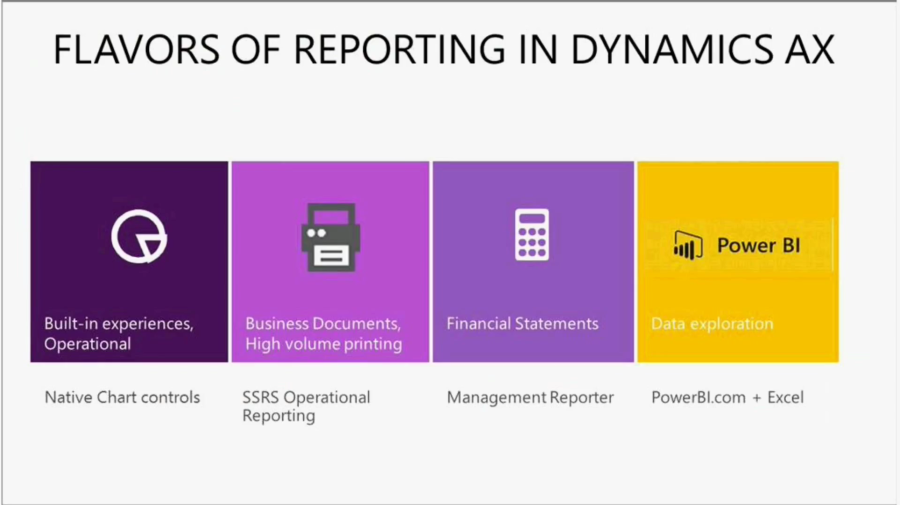 FLAVORS OF REPORTING IN DYNAMICS AX
Power BI
Built-in experiences,
Operational
Business Documents,
High volume printing
Financial Statements
Data exploration
Native Chart controls
SSRS Operational
Reporting
Management Reporter
PowerBI.com + Excel